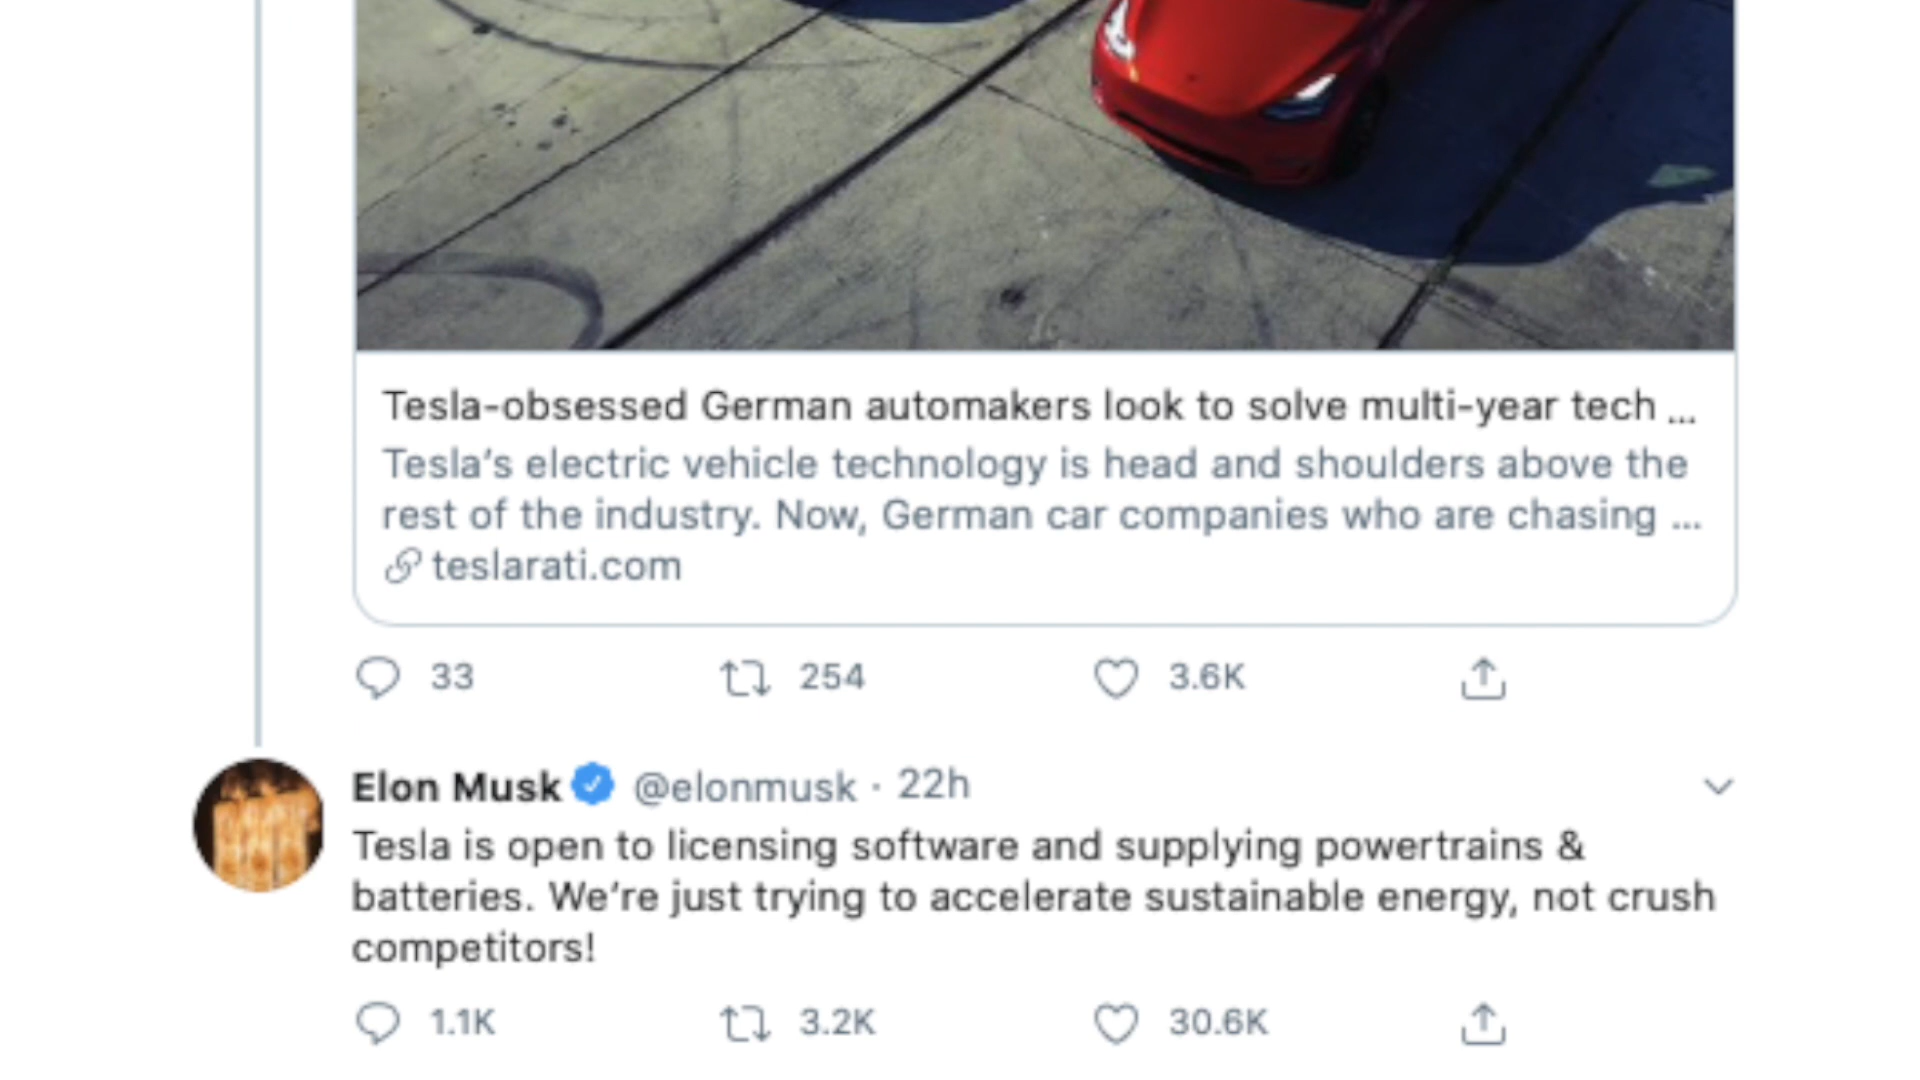 Tesla-obsessed German automakers look to solve multi-year tech ...
Tesla's electric vehicle technology is head and shoulders above the
rest of the industry. Now, German car companies who are chasing ...
teslarati.com
33 254 3.6K
Elon Musk @elonmusk · 22h
Tesla is open to licensing software and supplying powertrains &
batteries. We're just trying to accelerate sustainable energy, not crush
competitors!
1.1K 3.2K 30.6K